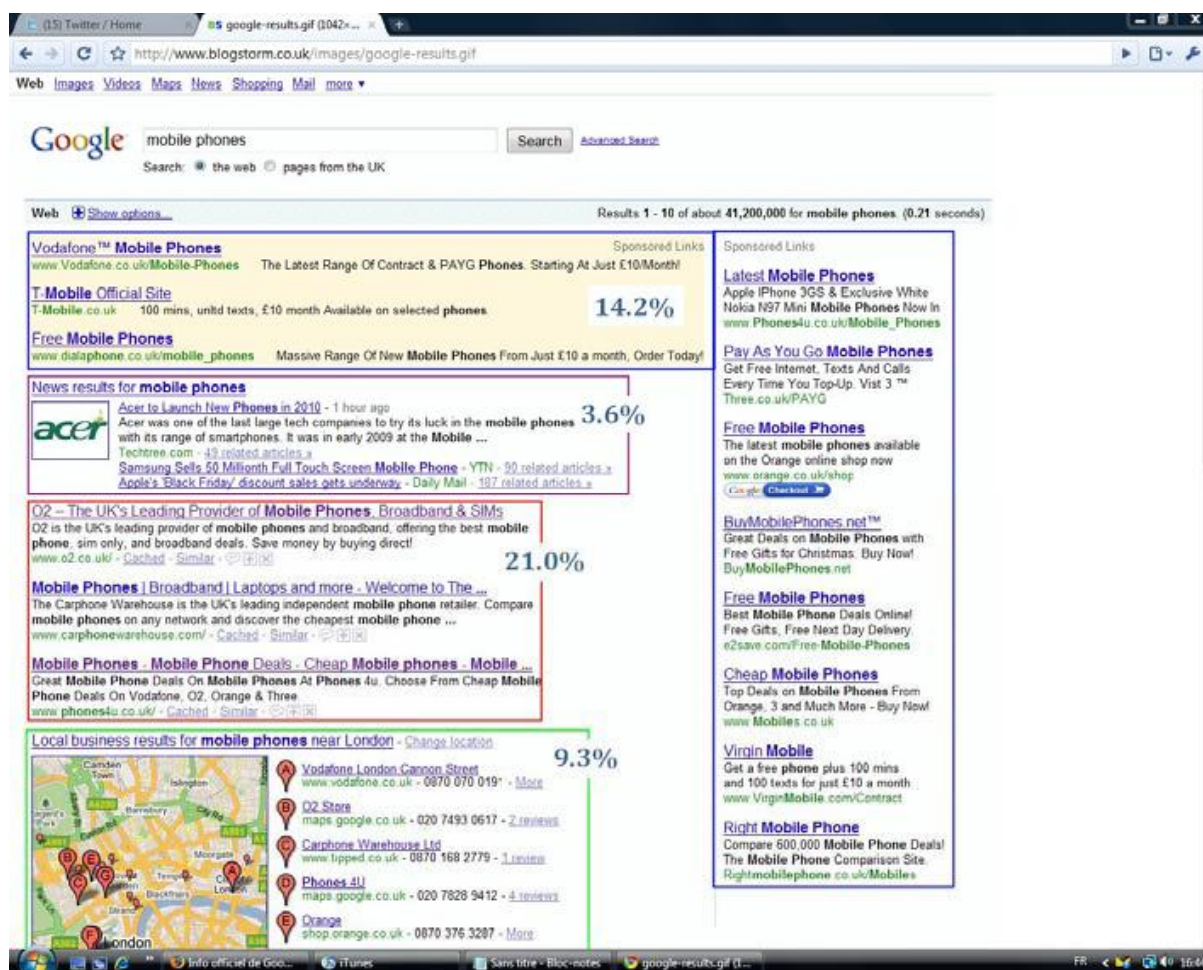 (15) Twitter / Home
google-results.gif (1042×...
http://www.blogstorm.co.uk/images/google-results.gif
Web Images Videos Maps News Shopping Mail more ▼
Google
mobile phones
Search
Advanced Search
Search: the web pages from the UK
Web Show options...
Results 1 - 10 of about 41,200,000 for mobile phones. (0.21 seconds)
Vodafone™ Mobile Phones
Sponsored Links
www.Vodafone.co.uk/Mobile-Phones The Latest Range Of Contract & PAYG Phones. Starting At Just £10/Month!
T-Mobile Official Site
T-Mobile.co.uk 100 mins, unltd texts, £10 month Available on selected phones
14.2%
Free Mobile Phones
www.dialaphone.co.uk/mobile_phones Massive Range Of New Mobile Phones From Just £10 a month, Order Today!
News results for mobile phones
acer
Acer to Launch New Phones in 2010 - 1 hour ago
Acer was one of the last large tech companies to try its luck in the mobile phones
with its range of smartphones. It was in early 2009 at the Mobile ...
3.6%
Techtree.com - 49 related articles »
Samsung Sells 50 Millionth Full Touch Screen Mobile Phone - YTN - 90 related articles »
Apple's 'Black Friday' discount sales gets underway - Daily Mail - 187 related articles »
O2 – The UK's Leading Provider of Mobile Phones, Broadband & SIMs
O2 is the UK's leading provider of mobile phones and broadband, offering the best mobile
phone, sim only, and broadband deals. Save money by buying direct!
www.o2.co.uk/ - Cached - Similar -
21.0%
Mobile Phones | Broadband | Laptops and more - Welcome to The ...
The Carphone Warehouse is the UK's leading independent mobile phone retailer. Compare
mobile phones on any network and discover the cheapest mobile phone ...
www.carphonewarehouse.com/ - Cached - Similar -
Mobile Phones - Mobile Phone Deals - Cheap Mobile phones - Mobile ...
Great Mobile Phone Deals On Mobile Phones At Phones 4u. Choose From Cheap Mobile
Phone Deals On Vodafone, O2, Orange & Three.
www.phones4u.co.uk/ - Cached - Similar -
Local business results for mobile phones near London - Change location
9.3%
Camden
Town
Islington
Barnsbury
Moorgate
Temple
Blackfriars
Strand
London
A Vodafone London Cannon Street
www.vodafone.co.uk - 0870 070 019 - More
B O2 Store
maps.google.co.uk - 020 7493 0617 - 2 reviews
C Carphone Warehouse Ltd
www.tipped.co.uk - 0870 168 2779 - 1 review
D Phones 4U
maps.google.co.uk - 020 7828 9412 - 4 reviews
E Orange
shop.orange.co.uk - 0870 376 3287 - More
Sponsored Links
Latest Mobile Phones
Apple IPhone 3GS & Exclusive White
Nokia N97 Mini Mobile Phones Now In
www.Phones4u.co.uk/Mobile_Phones
Pay As You Go Mobile Phones
Get Free Internet, Texts And Calls
Every Time You Top-Up. Vist 3 ™
Three.co.uk/PAYG
Free Mobile Phones
The latest mobile phones available
on the Orange online shop now
www.orange.co.uk/shop
Google Checkout
BuyMobilePhones.net™
Great Deals on Mobile Phones with
Free Gifts for Christmas. Buy Now!
BuyMobilePhones.net
Free Mobile Phones
Best Mobile Phone Deals Online!
Free Gifts, Free Next Day Delivery.
e2save.com/Free-Mobile-Phones
Cheap Mobile Phones
Top Deals on Mobile Phones From
Orange, 3 and Much More - Buy Now!
www.Mobiles.co.uk
Virgin Mobile
Get a free phone plus 100 mins
and 100 texts for just £10 a month
www.VirginMobile.com/Contract
Right Mobile Phone
Compare 600,000 Mobile Phone Deals!
The Mobile Phone Comparison Site.
Rightmobilephone.co.uk/Mobiles
Info officiel de Goo...
iTunes
Sans titre - Bloc-notes
google-results.gif (1...
FR